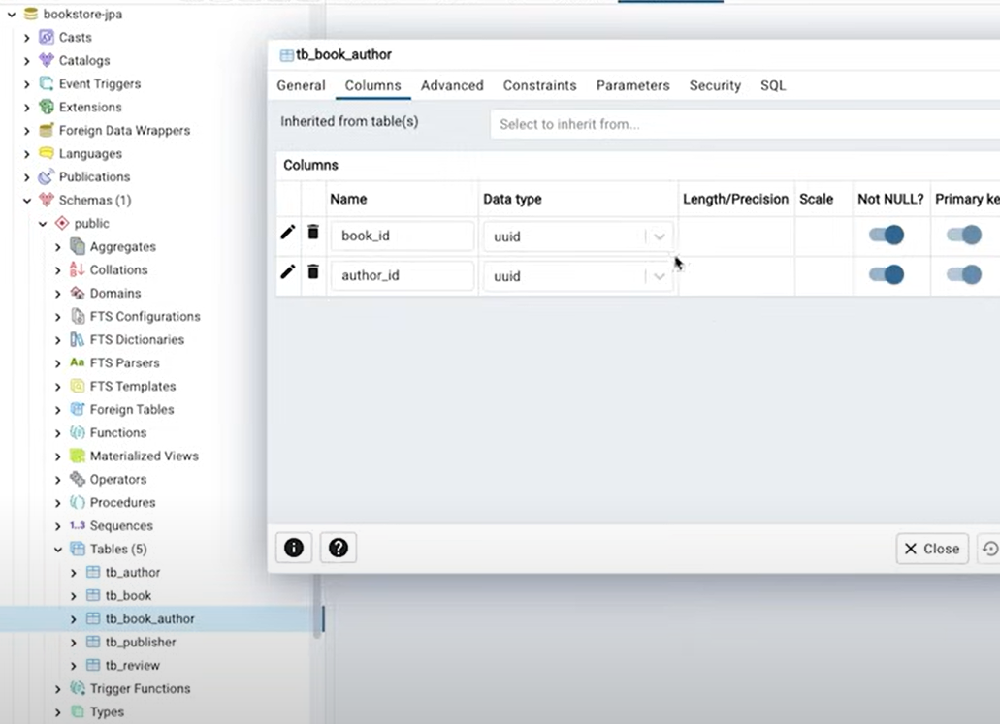 bookstore-jpa
Casts
Catalogs
Event Triggers
Extensions
Foreign Data Wrappers
Languages
Publications
Schemas (1)
public
Aggregates
Collations
Domains
FTS Configurations
FTS Dictionaries
Aa FTS Parsers
FTS Templates
Foreign Tables
Functions
Materialized Views
Operators
Procedures
1..3 Sequences
Tables (5)
tb_author
tb_book
tb_book_author
tb_publisher
tb_review
Trigger Functions
Types
tb_book_author
General Columns Advanced Constraints Parameters Security SQL
Inherited from table(s) Select to inherit from...
Columns
Name Data type Length/Precision Scale Not NULL? Primary ke
book_id uuid
author_id uuid
Close